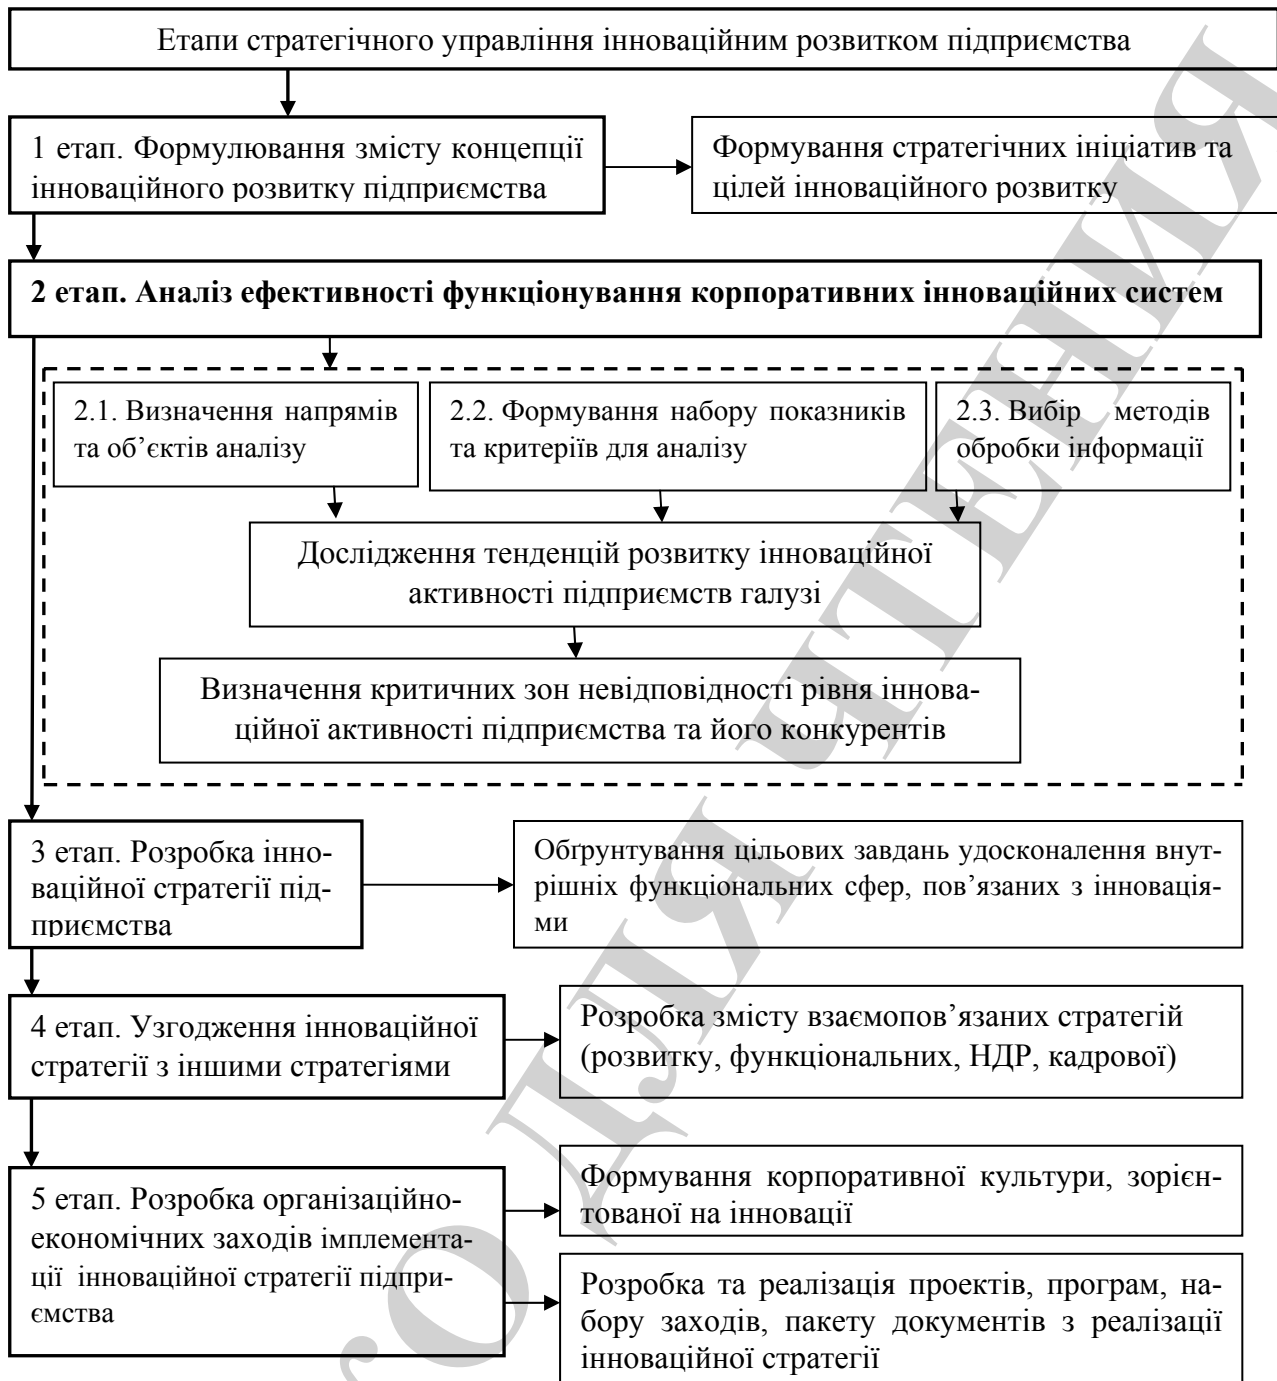 Етапи стратегічного управління інноваційним розвитком підприємства
1 етап. Формулювання змісту концепції
інноваційного розвитку підприємства
Формування стратегічних ініціатив та
цілей інноваційного розвитку
2 етап. Аналіз ефективності функціонування корпоративних інноваційних систем
2.1. Визначення напрямів
та об’єктів аналізу
2.2. Формування набору показників
та критеріїв для аналізу
2.3. Вибір методів
обробки інформації
Дослідження тенденцій розвитку інноваційної
активності підприємств галузі
Визначення критичних зон невідповідності рівня іннова-
ційної активності підприємства та його конкурентів
3 етап. Розробка інно-
ваційної стратегії під-
приємства
Обґрунтування цільових завдань удосконалення внут-
рішніх функціональних сфер, пов’язаних з інновація-
ми
4 етап. Узгодження інноваційної
стратегії з іншими стратегіями
Розробка змісту взаємопов’язаних стратегій
(розвитку, функціональних, НДР, кадрової)
5 етап. Розробка організаційно-
економічних заходів імплемента-
ції інноваційної стратегії підпри-
ємства
Формування корпоративної культури, зорієн-
тованої на інновації
Розробка та реалізація проектів, програм, на-
бору заходів, пакету документів з реалізації
інноваційної стратегії
О ДЛЯ ЧТЕНИЯ